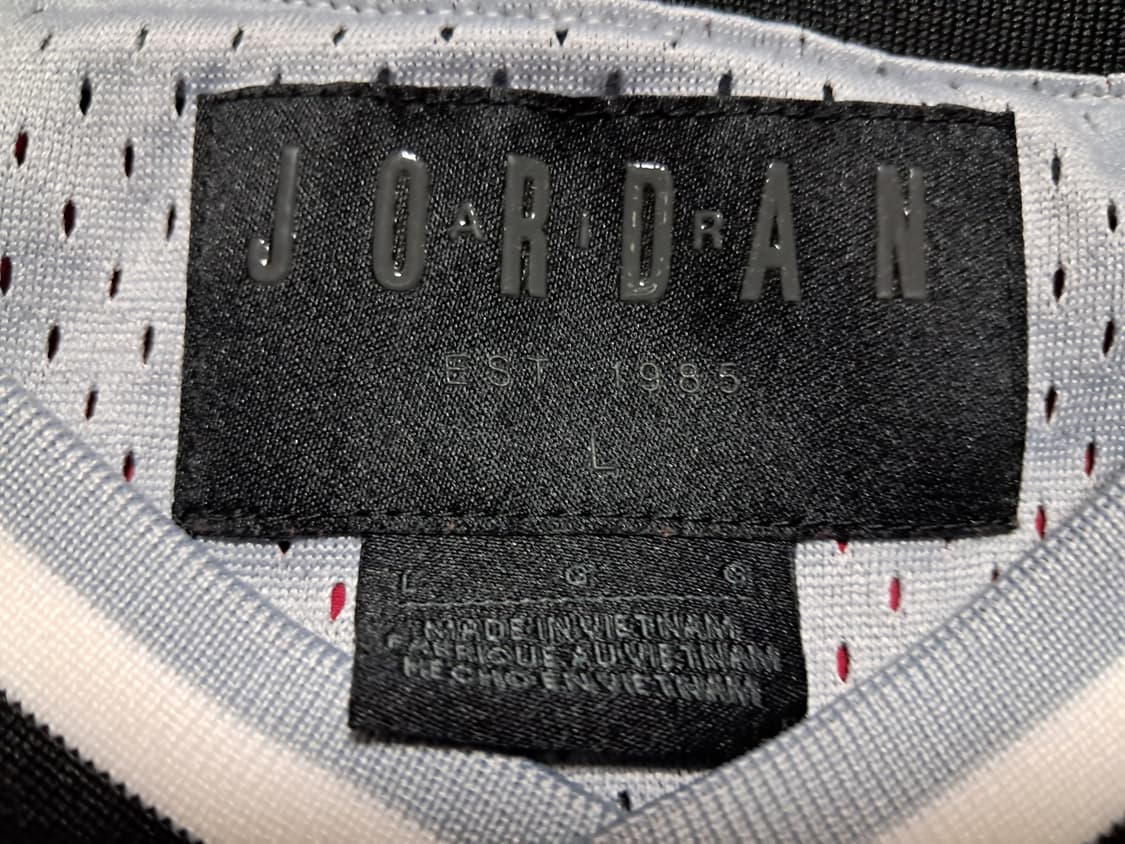 JORDAN
AIR
EST. 1985
L
L G G
MADE IN VIETNAM
FABRIQUE AU VIETNAM
HECHO EN VIETNAM